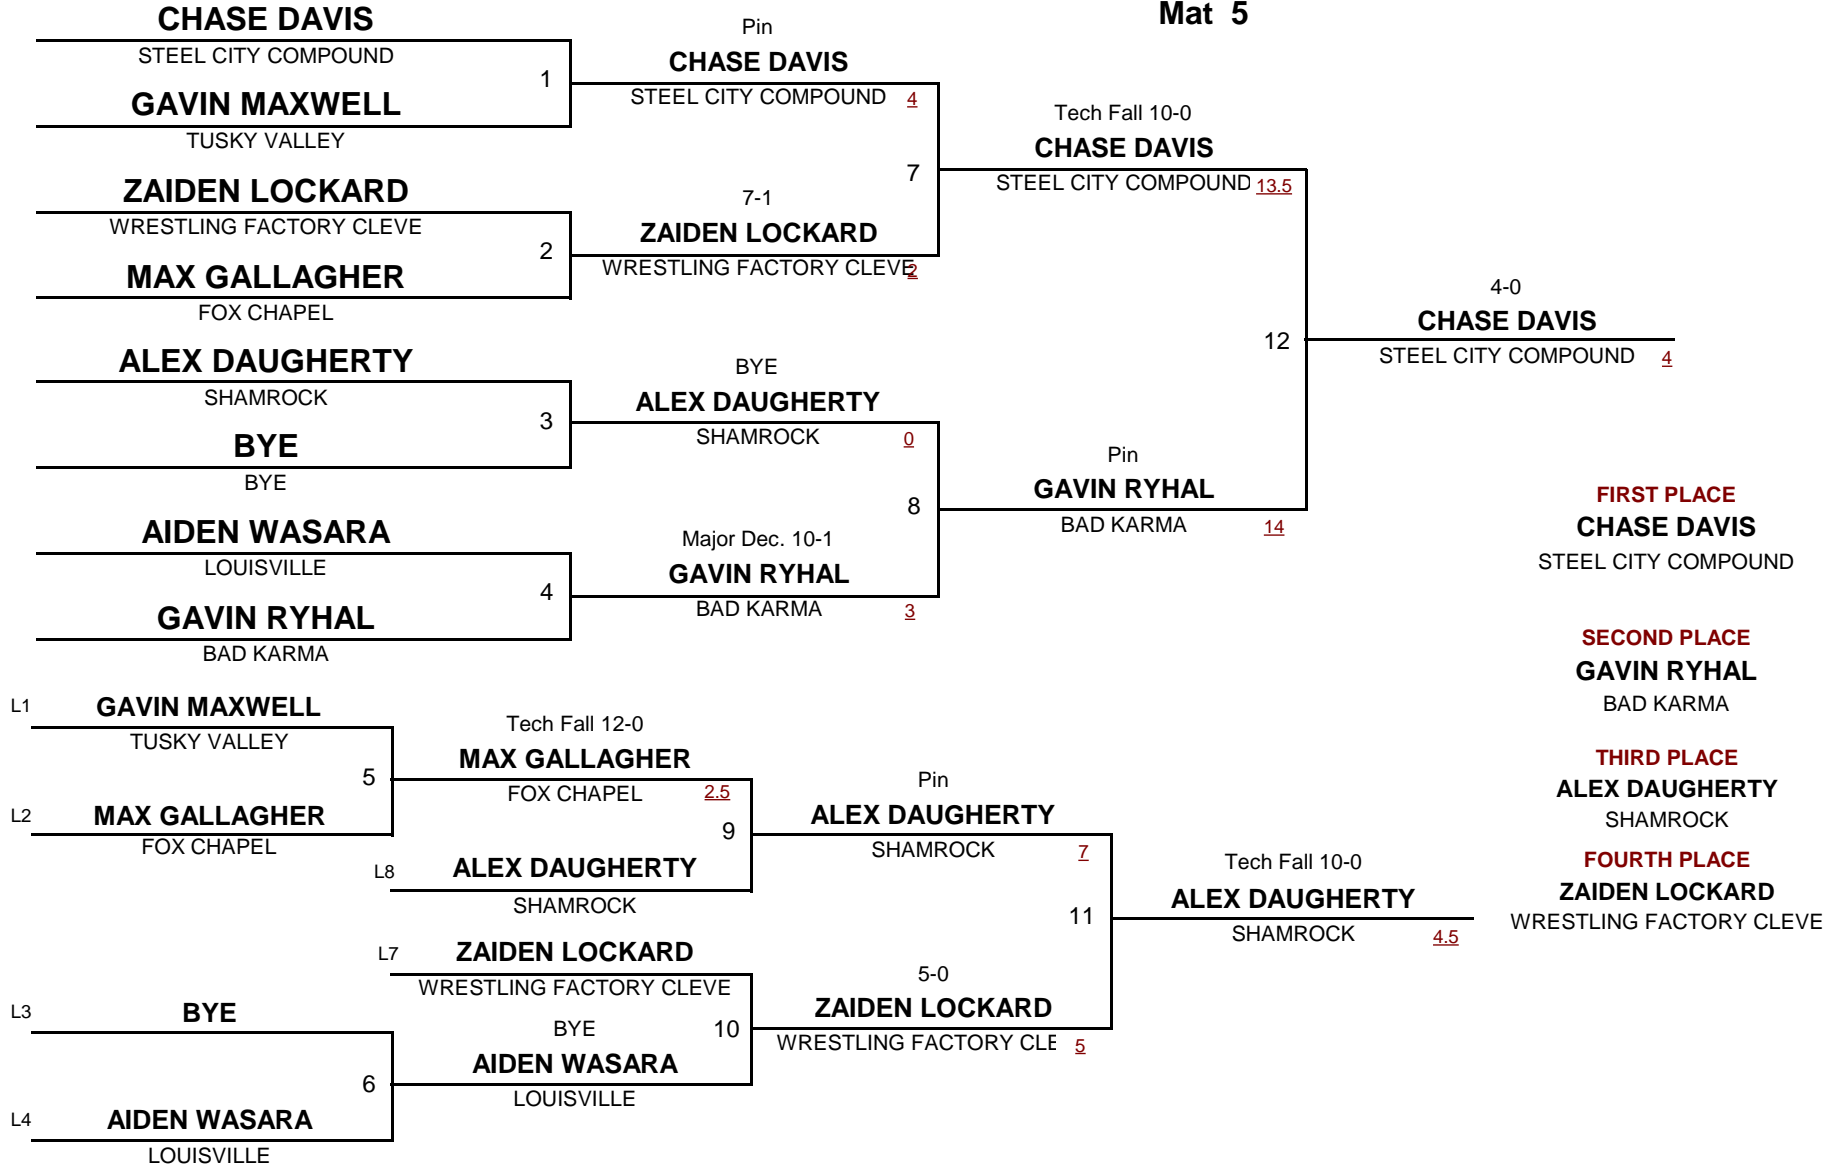 Mat 5
CHASE DAVIS
STEEL CITY COMPOUND
1
GAVIN MAXWELL
TUSKY VALLEY
ZAIDEN LOCKARD
WRESTLING FACTORY CLEVE
2
MAX GALLAGHER
FOX CHAPEL
ALEX DAUGHERTY
SHAMROCK
3
BYE
BYE
AIDEN WASARA
LOUISVILLE
4
GAVIN RYHAL
BAD KARMA
Pin
CHASE DAVIS
STEEL CITY COMPOUND 4
7
7-1
ZAIDEN LOCKARD
WRESTLING FACTORY CLEVE 2
BYE
ALEX DAUGHERTY
SHAMROCK 0
8
Major Dec. 10-1
GAVIN RYHAL
BAD KARMA 3
Tech Fall 10-0
CHASE DAVIS
STEEL CITY COMPOUND 13.5
12
Pin
GAVIN RYHAL
BAD KARMA 14
4-0
CHASE DAVIS
STEEL CITY COMPOUND 4
FIRST PLACE
CHASE DAVIS
STEEL CITY COMPOUND
SECOND PLACE
GAVIN RYHAL
BAD KARMA
THIRD PLACE
ALEX DAUGHERTY
SHAMROCK
FOURTH PLACE
ZAIDEN LOCKARD
WRESTLING FACTORY CLEVE
L1 GAVIN MAXWELL
TUSKY VALLEY
5
L2 MAX GALLAGHER
FOX CHAPEL
L3 BYE
6
L4 AIDEN WASARA
LOUISVILLE
Tech Fall 12-0
MAX GALLAGHER
FOX CHAPEL 2.5
9
L8 ALEX DAUGHERTY
SHAMROCK
L7 ZAIDEN LOCKARD
WRESTLING FACTORY CLEVE
BYE 10
AIDEN WASARA
LOUISVILLE
Pin
ALEX DAUGHERTY
SHAMROCK 7
11
5-0
ZAIDEN LOCKARD
WRESTLING FACTORY CLE 5
Tech Fall 10-0
ALEX DAUGHERTY
SHAMROCK 4.5